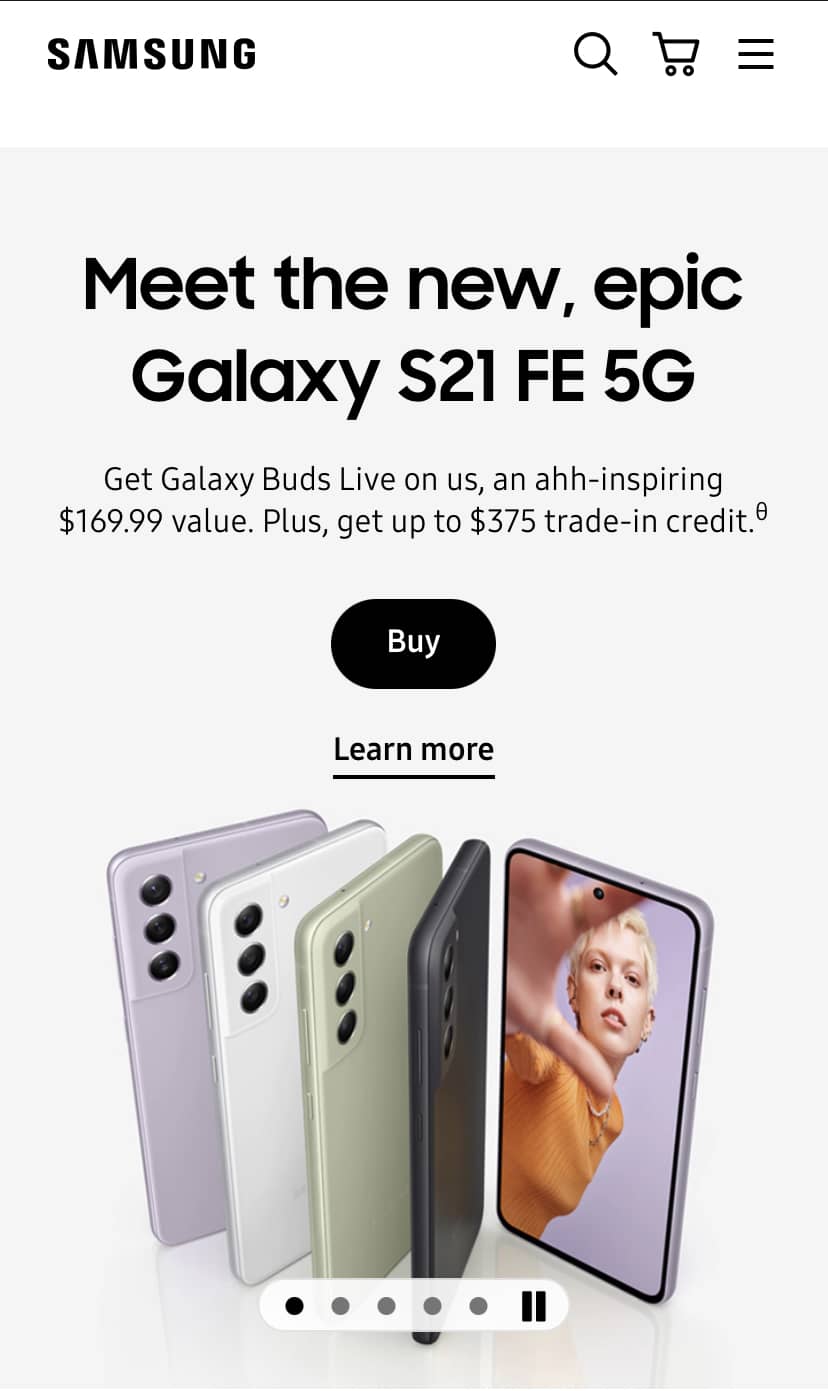 SAMSUNG
Meet the new, epic
Galaxy S21 FE 5G
Get Galaxy Buds Live on us, an ahh-inspiring
$169.99 value. Plus, get up to $375 trade-in credit.θ
Buy
Learn more